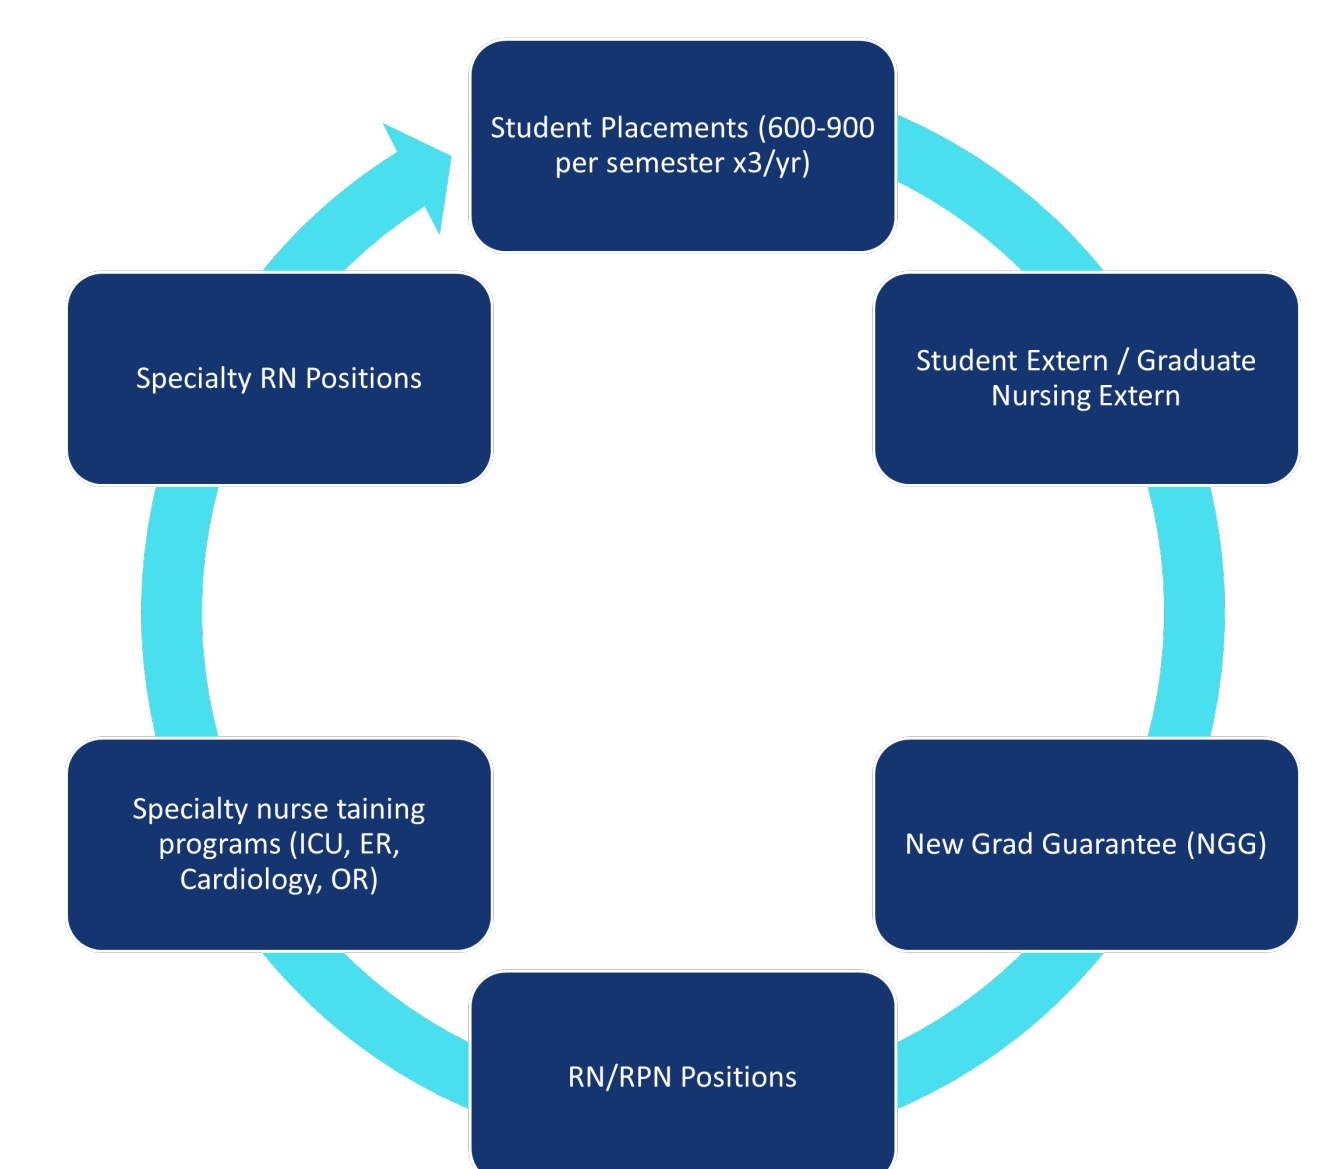 Student Placements (600-900
per semester x3/yr)
Student Extern / Graduate
Nursing Extern
New Grad Guarantee (NGG)
RN/RPN Positions
Specialty nurse taining
programs (ICU, ER,
Cardiology, OR)
Specialty RN Positions